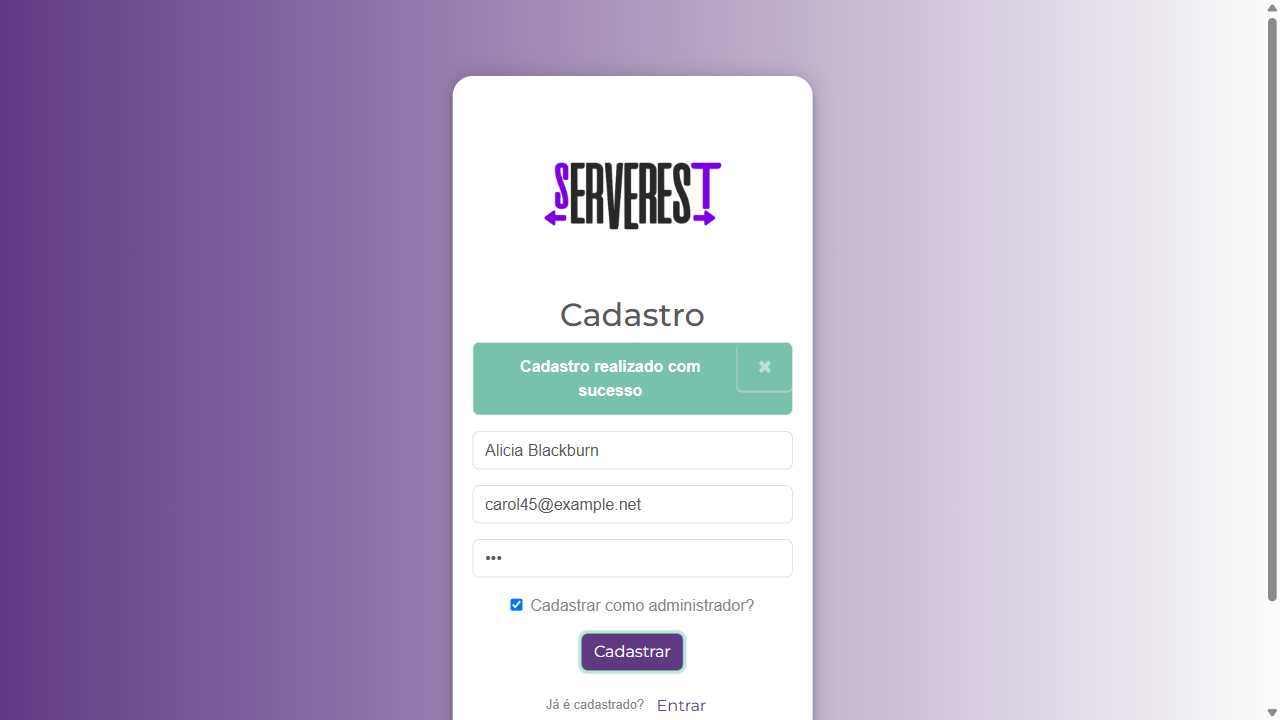 SERVEREST
Cadastro
Cadastro realizado com
sucesso
Alicia Blackburn
carol45@example.net
•••
Cadastrar como administrador?
Cadastrar
Já é cadastrado? Entrar